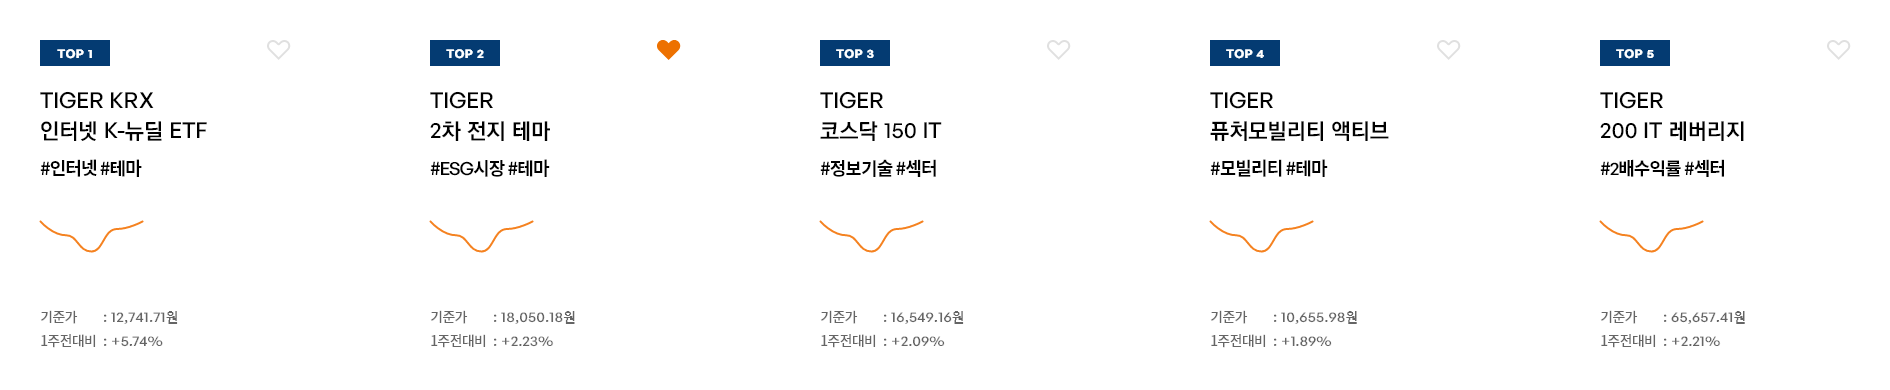 TOP 1
TIGER KRX
인터넷 K-뉴딜 ETF
#인터넷 #테마
기준가 : 12,741.71원
1주전대비 : +5.74%
TOP 2
TIGER
2차 전지 테마
#ESG시장 #테마
기준가 : 18,050.18원
1주전대비 : +2.23%
TOP 3
TIGER
코스닥 150 IT
#정보기술 #섹터
기준가 : 16,549.16원
1주전대비 : +2.09%
TOP 4
TIGER
퓨처모빌리티 액티브
#모빌리티 #테마
기준가 : 10,655.98원
1주전대비 : +1.89%
TOP 5
TIGER
200 IT 레버리지
#2배수익률 #섹터
기준가 : 65,657.41원
1주전대비 : +2.21%